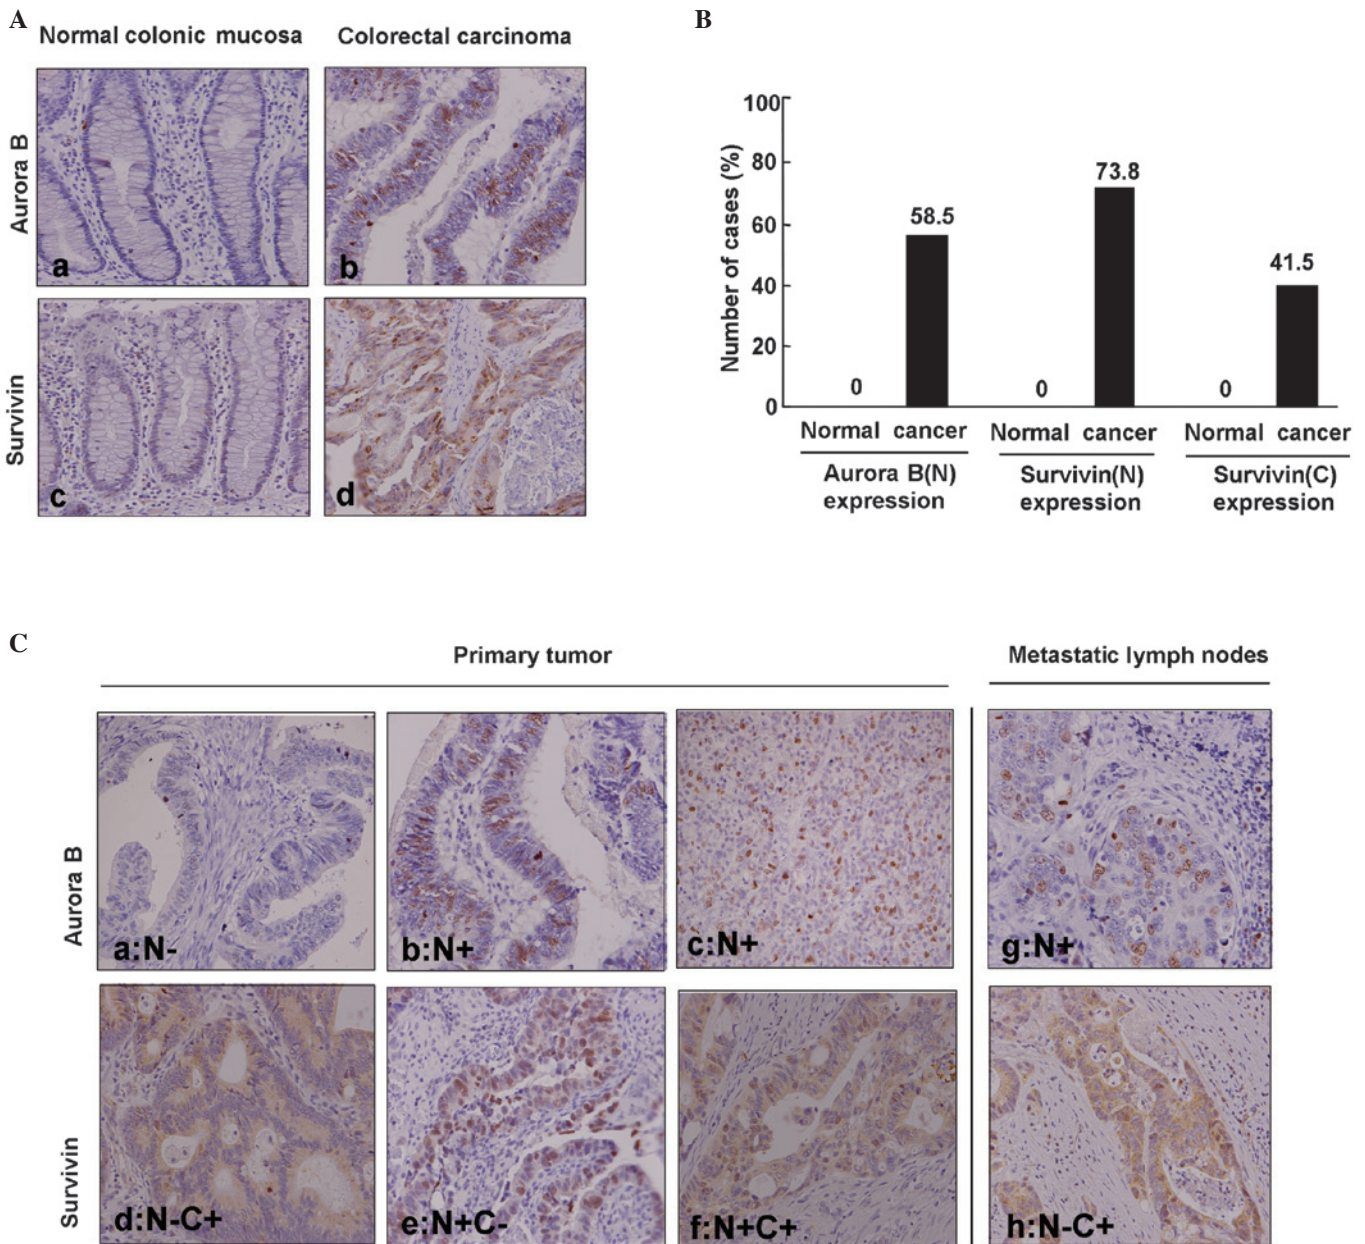 A
Normal colonic mucosa
Colorectal carcinoma
Aurora B
a
b
Survivin
c
d
B
Number of cases (%)
100
80
60
40
20
0
0
58.5
0
73.8
0
41.5
Normal cancer
Normal cancer
Normal cancer
Aurora B(N)
expression
Survivin(N)
expression
Survivin(C)
expression
C
Primary tumor
Metastatic lymph nodes
Aurora B
a:N-
b:N+
c:N+
g:N+
Survivin
d:N-C+
e:N+C-
f:N+C+
h:N-C+